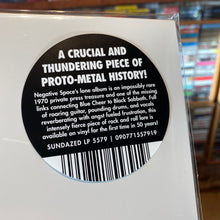 A CRUCIAL AND
THUNDERING PIECE OF
PROTO-METAL HISTORY!
Negative Space's lone album is an impossibly rare
1970 private press treasure and one of the missing
links connecting Blue Cheer to Black Sabbath. Full
of roaring guitar, pounding drums, and vocals
reverberating with angst fueled frustration, this
intensely fierce piece of rock and roll lore is
available on vinyl for the first time in 50 years!
SUNDAZED LP 5579 | 090771557919